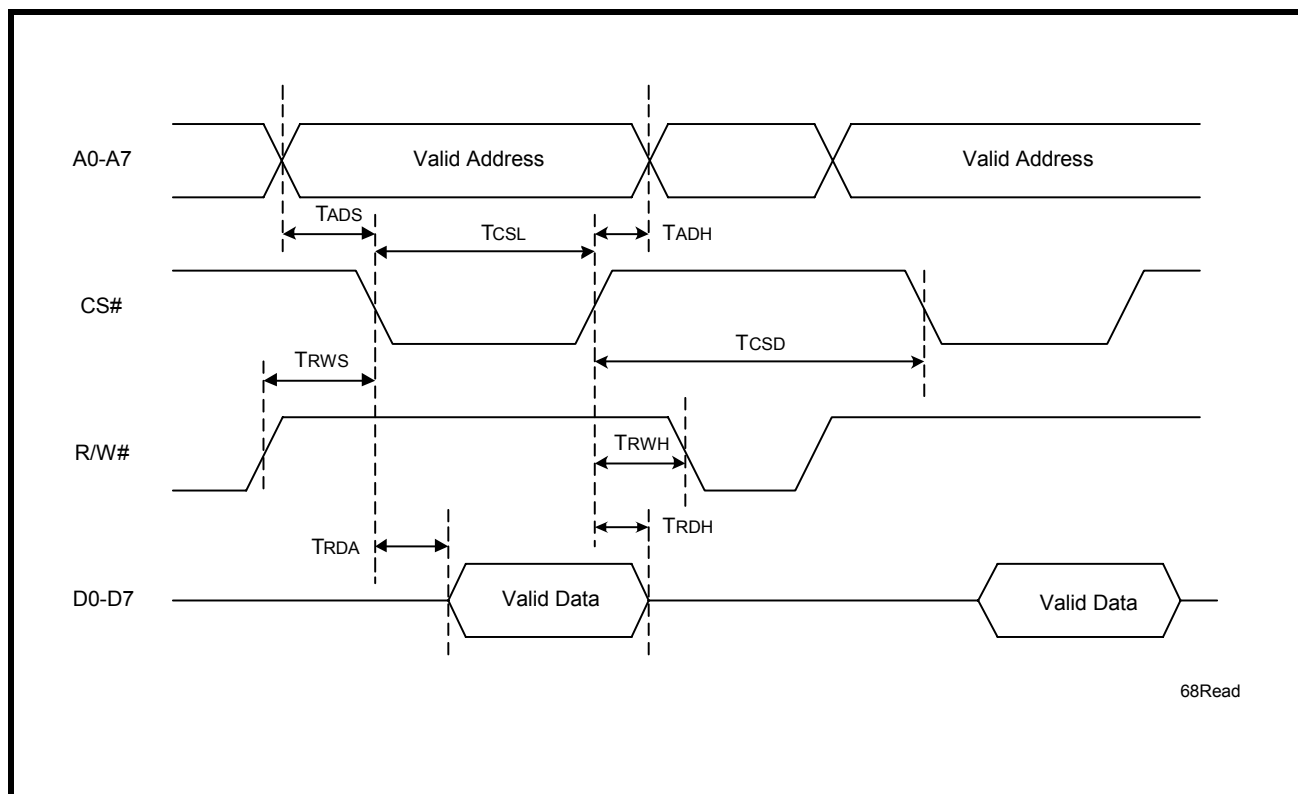 A0-A7
Valid Address
Valid Address
TADS
TCSL
TADH
CS#
TCSD
TRWS
R/W#
TRWH
TRDH
TRDA
D0-D7
Valid Data
Valid Data
68Read